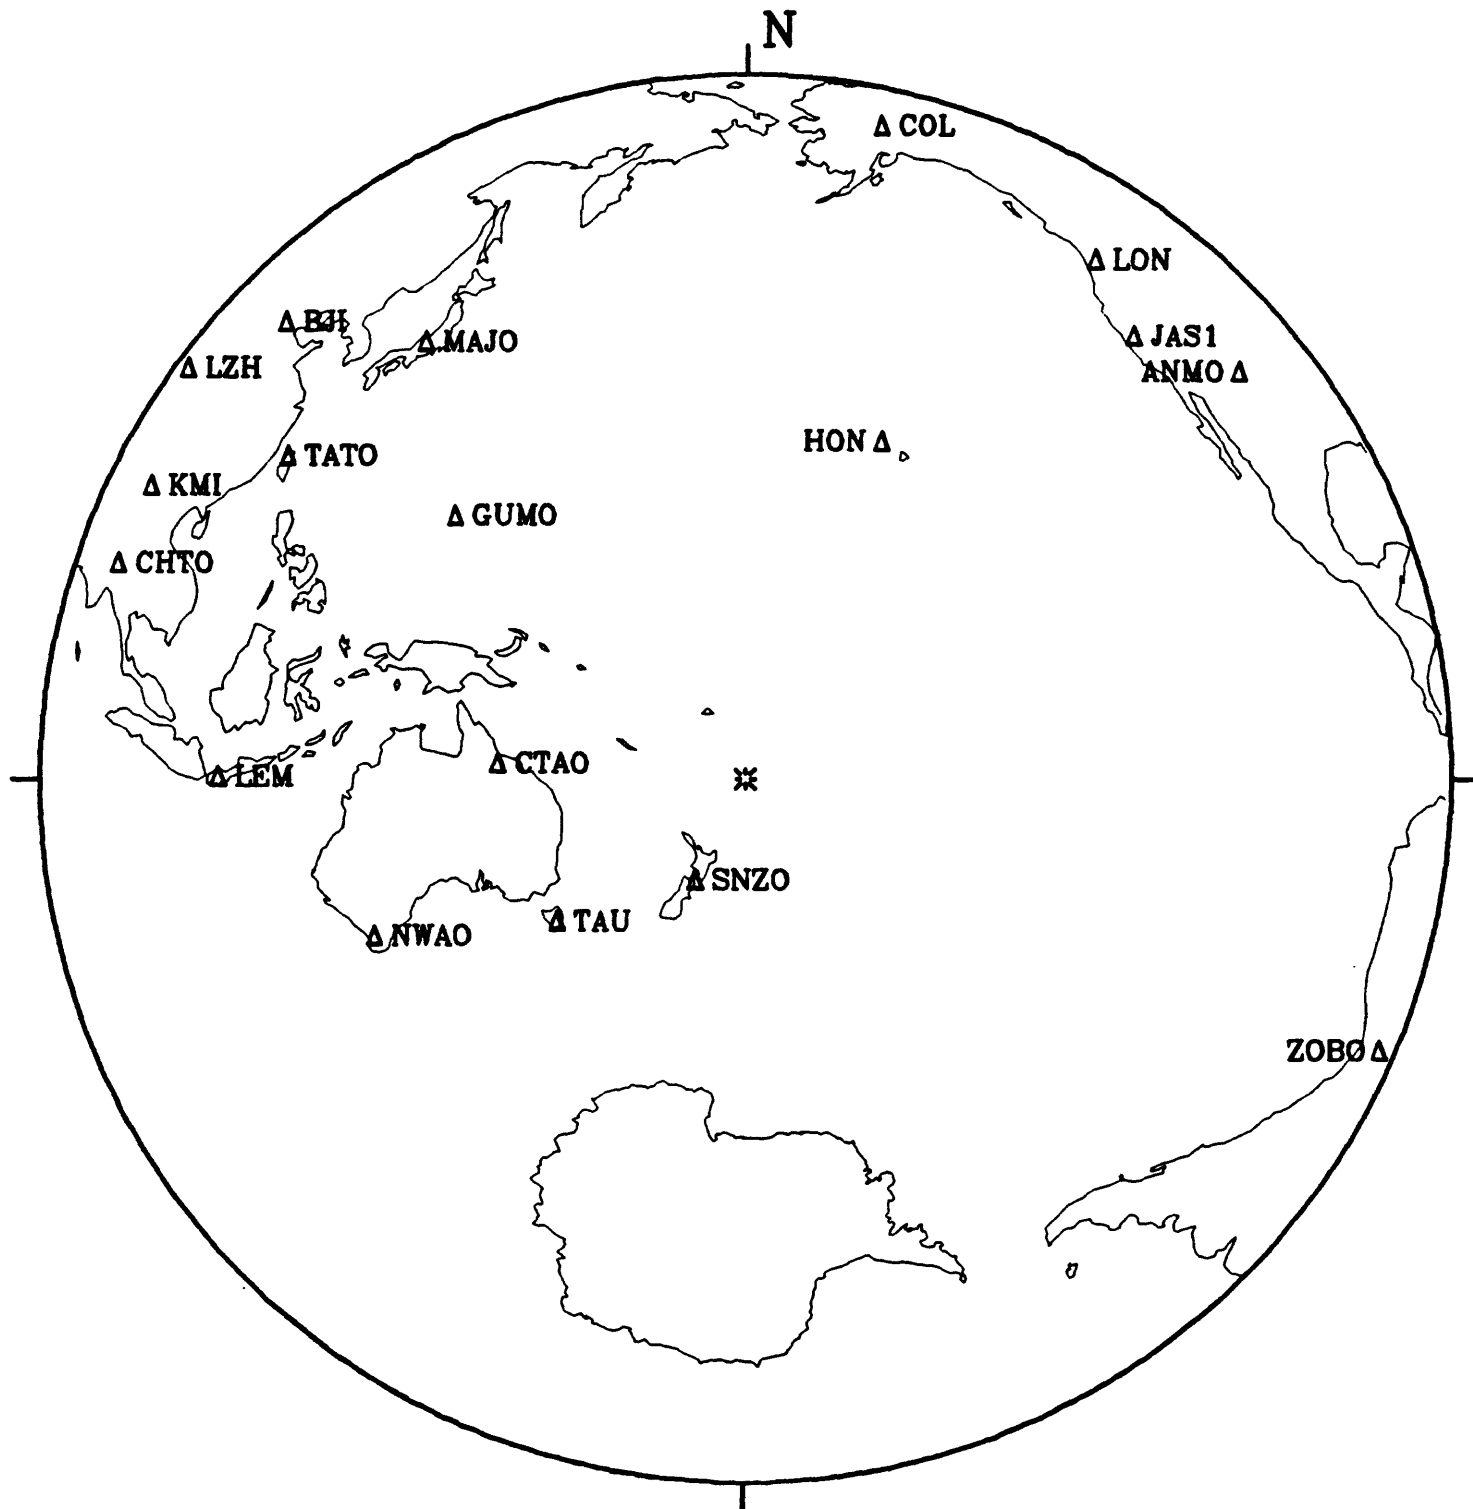 N
COL
LON
BJI
MAJO
JAS1
LZH
ANMO
HON
TATO
KMI
GUMO
CHTO
CTAO
LEM
SNZO
TAU
NWAO
ZOBO